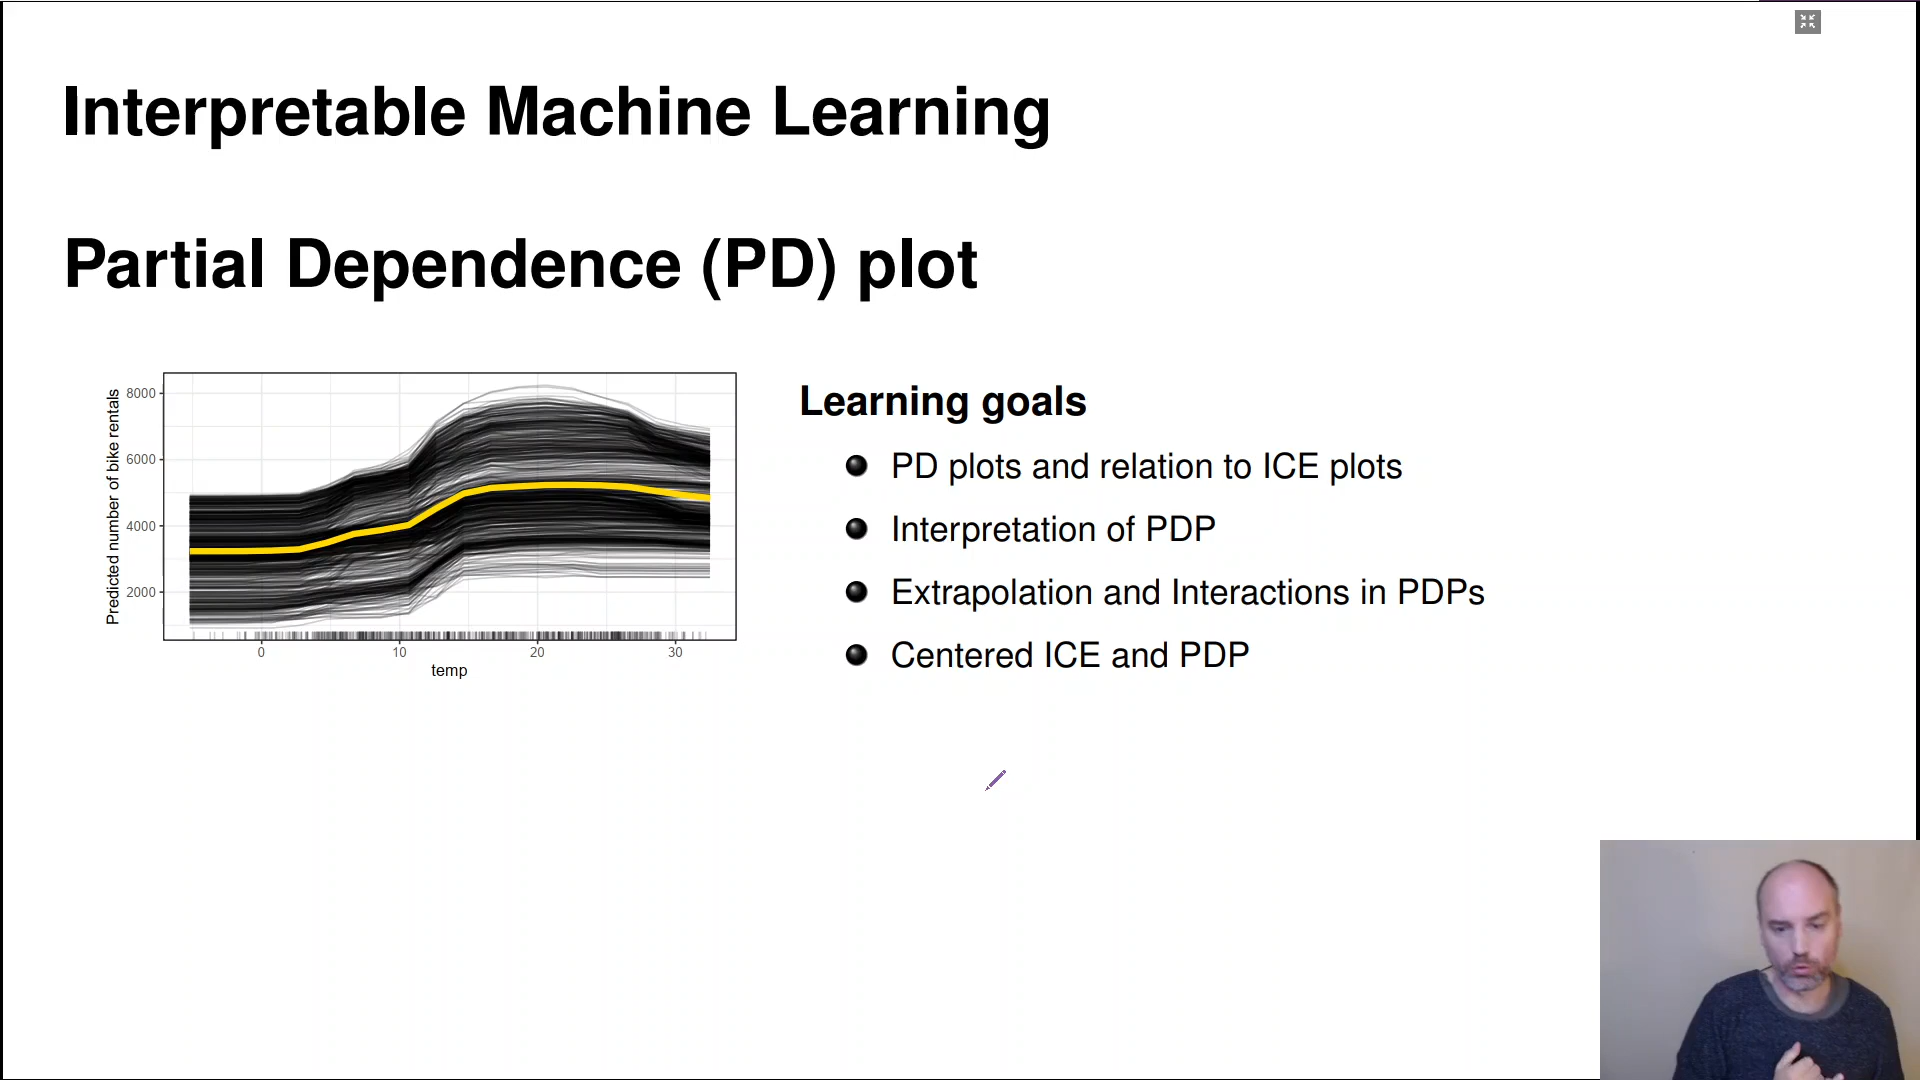 Interpretable Machine Learning
Partial Dependence (PD) plot
Predicted number of bike rentals
8000
6000
4000
2000
0 10 20 30
temp
Learning goals
PD plots and relation to ICE plots
Interpretation of PDP
Extrapolation and Interactions in PDPs
Centered ICE and PDP